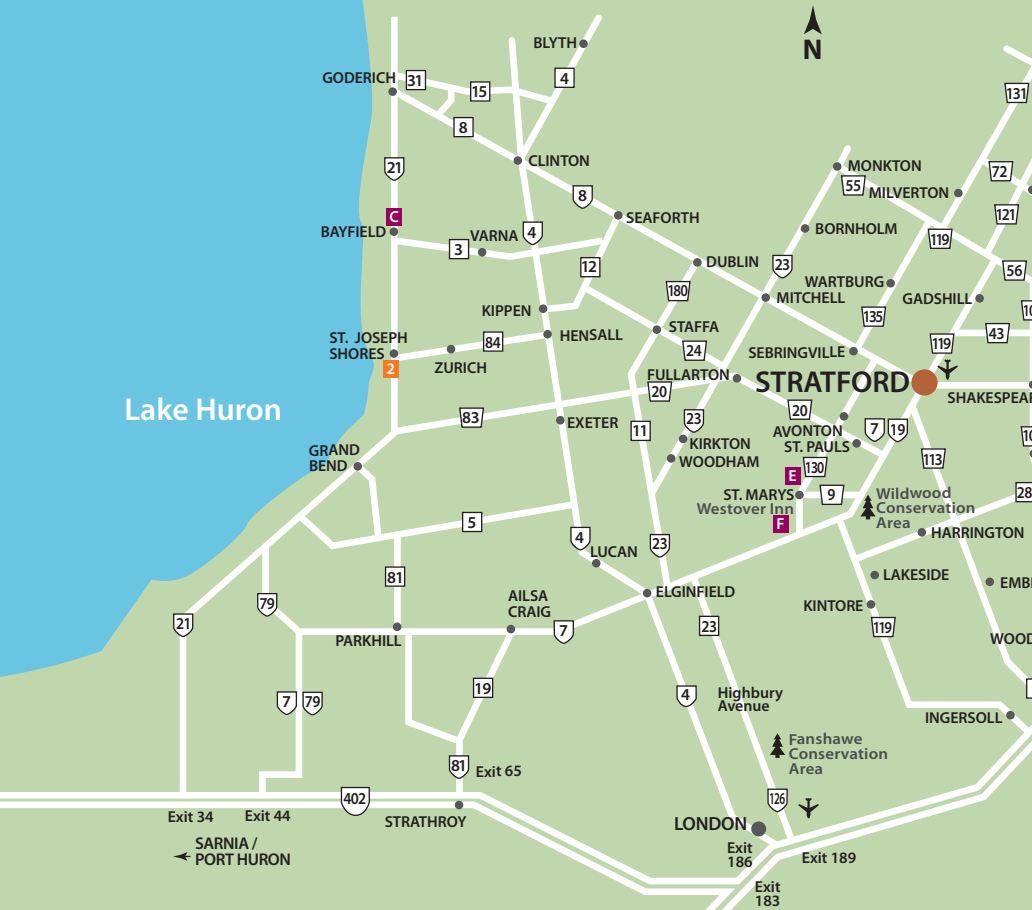 BLYTH
N
GODERICH
31
15
4
131
8
CLINTON
21
MONKTON
55
MILVERTON
72
8
C
SEAFORTH
121
BAYFIELD
3
VARNA
4
BORNHOLM
119
12
DUBLIN
23
56
180
WARTBURG
MITCHELL
GADSHILL
KIPPEN
135
ST. JOSEPH
SHORES
84
HENSALL
STAFFA
43
119
2
ZURICH
24
SEBRINGVILLE
FULLARTON
STRATFORD
20
SHAKESPEAR
Lake Huron
83
EXETER
20
23
11
AVONTON
7
19
ST. PAULS
KIRKTON
WOODHAM
113
GRAND
BEND
E
130
ST. MARYS
9
28
Westover Inn
F
Wildwood
Conservation
Area
5
4
23
HARRINGTON
LUCAN
81
LAKESIDE
EMB
79
AILSA
CRAIG
ELGINFIELD
KINTORE
21
PARKHILL
7
23
119
WOOD
7
79
19
4
Highbury
Avenue
INGERSOLL
Fanshawe
Conservation
Area
81
Exit 65
402
126
Exit 34
Exit 44
STRATHROY
LONDON
SARNIA /
PORT HURON
Exit
186
Exit 189
Exit
183